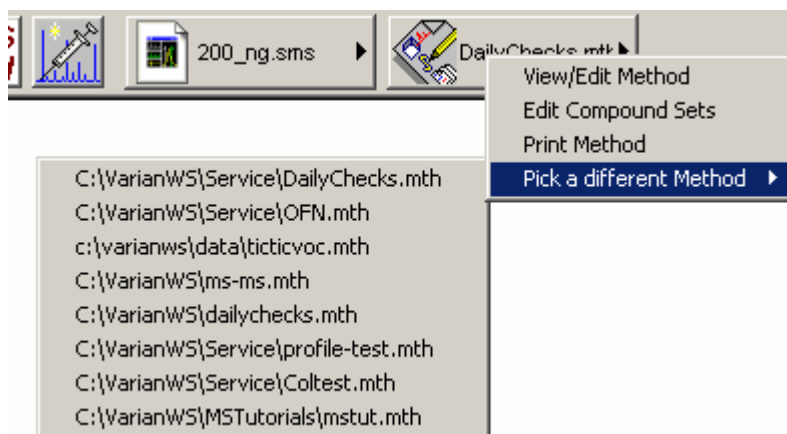 200_ng.sms
DailyChecks.mth
View/Edit Method
Edit Compound Sets
Print Method
Pick a different Method
C:\VarianWS\Service\DailyChecks.mth
C:\VarianWS\Service\OFN.mth
c:\varianws\data\ticticvoc.mth
C:\VarianWS\ms-ms.mth
C:\VarianWS\dailychecks.mth
C:\VarianWS\Service\profile-test.mth
C:\VarianWS\Service\Coltest.mth
C:\VarianWS\MSTutorials\mstut.mth